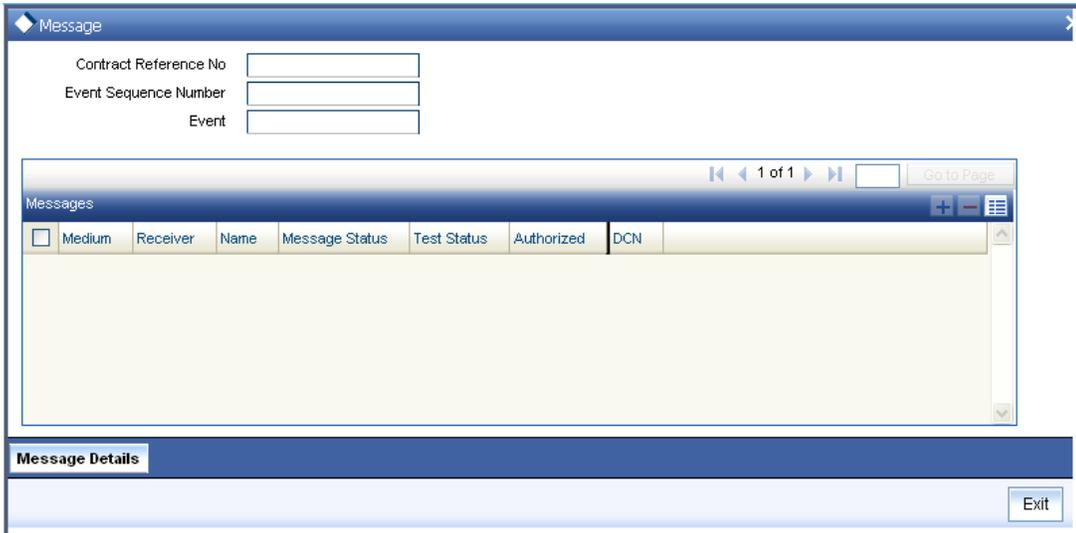 Message
Contract Reference No
Event Sequence Number
Event
1 of 1 Go to Page
Messages
Medium Receiver Name Message Status Test Status Authorized DCN
Message Details
Exit